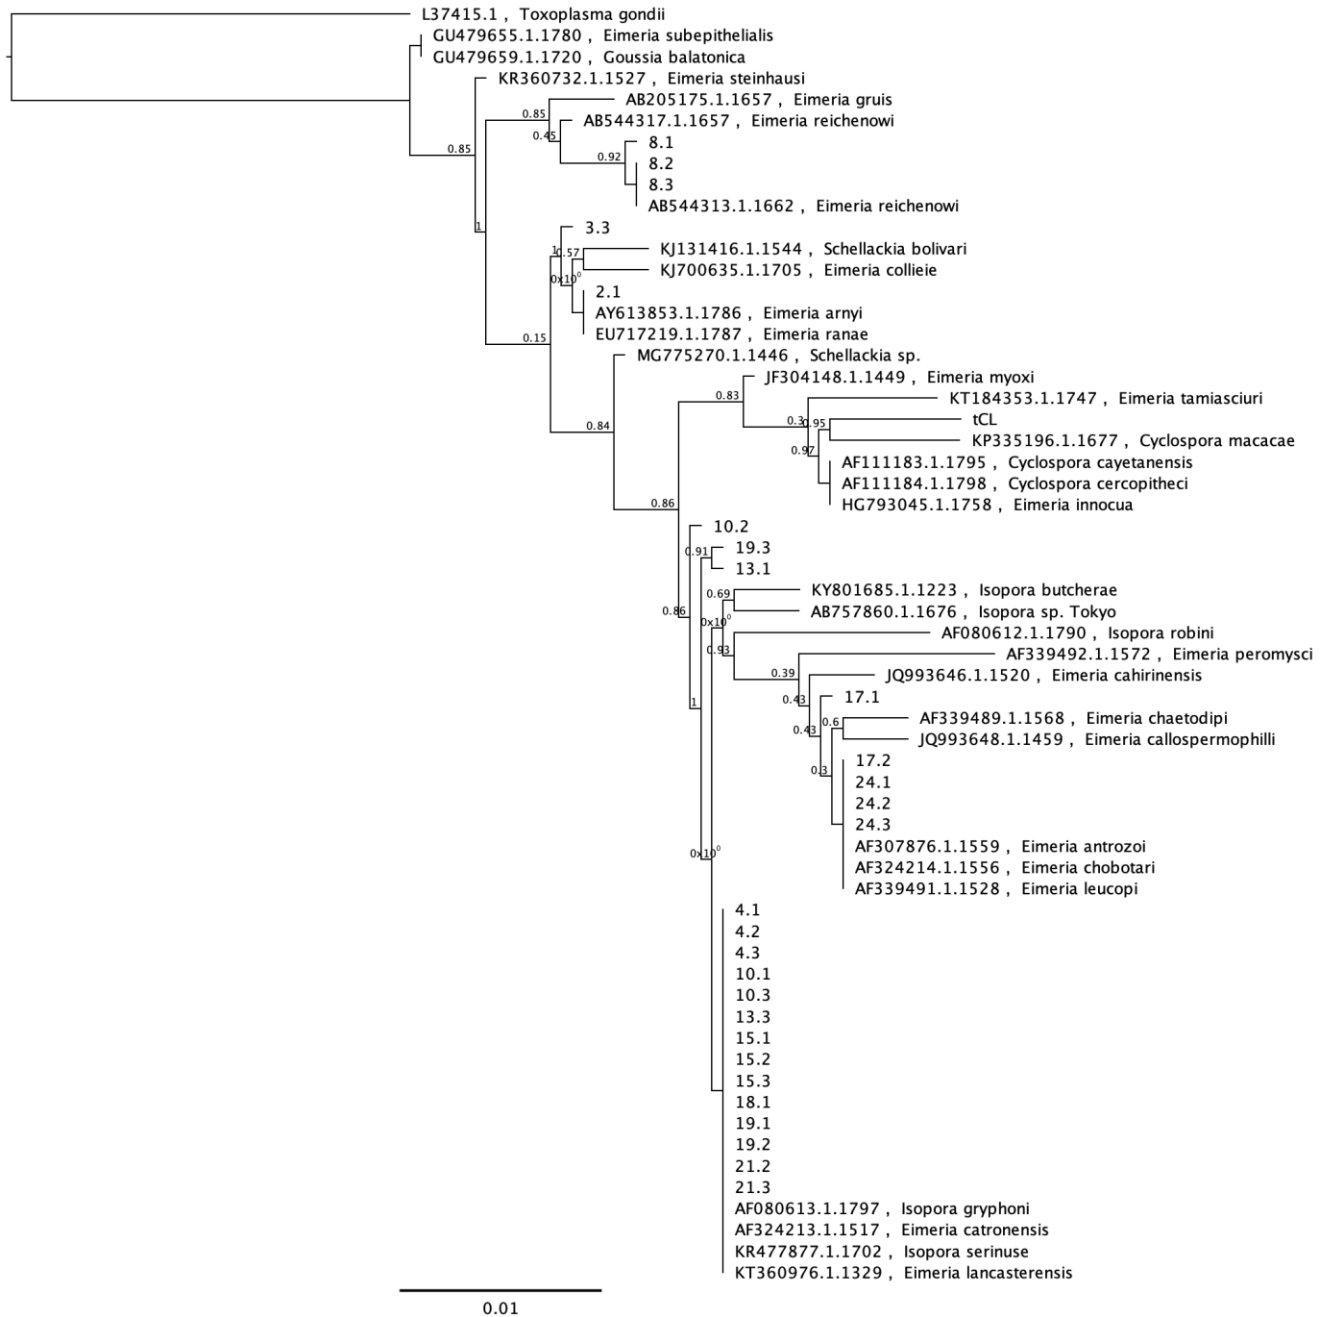 L37415.1 , Toxoplasma gondii
GU479655.1.1780 , Eimeria subepithelialis
GU479659.1.1720 , Goussia balatonica
KR360732.1.1527 , Eimeria steinhausi
AB205175.1.1657 , Eimeria gruis
0.85
AB544317.1.1657 , Eimeria reichenowi
0.45
8.1
0.85
0.92
8.2
8.3
AB544313.1.1662 , Eimeria reichenowi
1
3.3
1
0.57
KJ131416.1.1544 , Schellackia bolivari
KJ700635.1.1705 , Eimeria collieie
0x10⁰
2.1
AY613853.1.1786 , Eimeria arnyi
EU717219.1.1787 , Eimeria ranae
0.15
MG775270.1.1446 , Schellackia sp.
JF304148.1.1449 , Eimeria myoxi
0.83
KT184353.1.1747 , Eimeria tamiasciuri
0.3
0.95
tCL
0.84
KP335196.1.1677 , Cyclospora macacae
0.97
AF111183.1.1795 , Cyclospora cayetanensis
AF111184.1.1798 , Cyclospora cercopitheci
0.86
HG793045.1.1758 , Eimeria innocua
10.2
0.91
19.3
13.1
0.69
KY801685.1.1223 , Isopora butcherae
0.86
AB757860.1.1676 , Isopora sp. Tokyo
0x10⁰
AF080612.1.1790 , Isopora robini
0.93
AF339492.1.1572 , Eimeria peromysci
0.39
JQ993646.1.1520 , Eimeria cahirinensis
0.43
17.1
1
0.6
AF339489.1.1568 , Eimeria chaetodipi
0.43
JQ993648.1.1459 , Eimeria callospermophilli
17.2
0.3
24.1
24.2
24.3
0x10⁰
AF307876.1.1559 , Eimeria antrozoi
AF324214.1.1556 , Eimeria chobotari
AF339491.1.1528 , Eimeria leucopi
4.1
4.2
4.3
10.1
10.3
13.3
15.1
15.2
15.3
18.1
19.1
19.2
21.2
21.3
AF080613.1.1797 , Isopora gryphoni
AF324213.1.1517 , Eimeria catronensis
KR477877.1.1702 , Isopora serinuse
KT360976.1.1329 , Eimeria lancasterensis
0.01